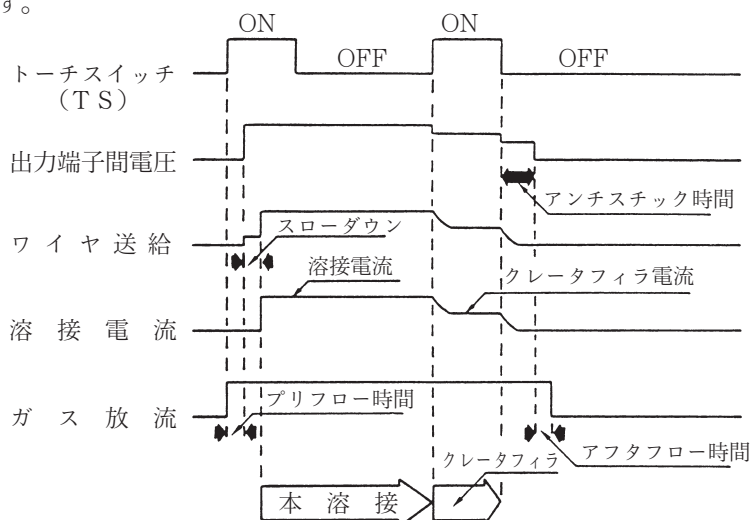 す。
ON ON
OFF OFF
トーチスイッチ
（ＴＳ）
出力端子間電圧
アンチスチック時間
ワイヤ送給
スローダウン
溶接電流
クレータフィラ電流
溶接電流
プリフロー時間
ガス放流
アフタフロー時間
クレータフィラ
本溶接